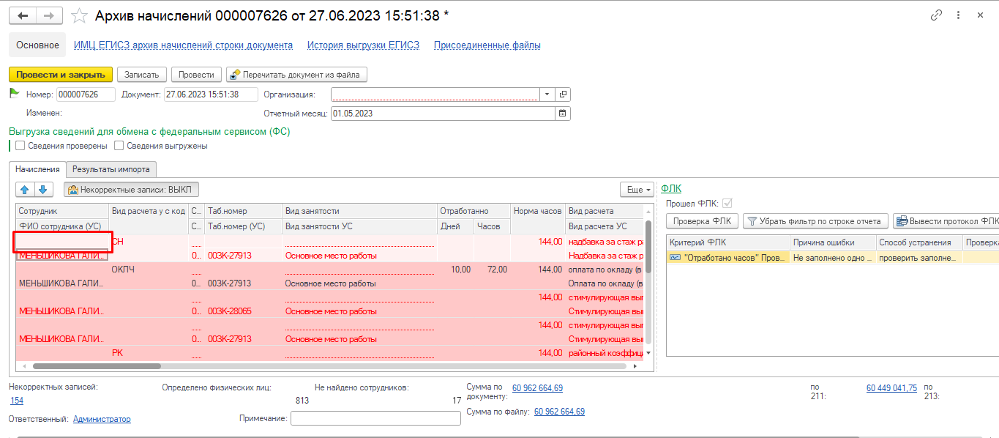 Архив начислений 000007626 от 27.06.2023 15:51:38 *
Основное ИМЦ ЕГИСЗ архив начислений строки документа История выгрузки ЕГИСЗ Присоединенные файлы
Провести и закрыть Записать Провести Перечитать документ из файла
Номер: 000007626 Документ: 27.06.2023 15:51:38 Организация:
Изменен: Отчетный месяц: 01.05.2023
Выгрузка сведений для обмена с федеральным сервисом (ФС)
Сведения проверены Сведения выгружены
Начисления Результаты импорта
Некорректные записи: ВЫКЛ Еще ФЛК
Прошел ФЛК:
Проверка ФЛК Убрать фильтр по строке отчета Вывести протокол ФЛК
Сотрудник Вид расчета у с код С... Таб.номер Вид занятости Отработано Норма часов Вид расчета
ФИО сотрудника (УС) С... Таб.номер (УС) Вид занятости УС Дней Часов Вид расчета УС
Критерий ФЛК Причина ошибки Способ устранения Проверка
"Отработано часов" Пров... Не заполнено одно ... проверить заполне...
СН 144,00 надбавка за стаж ра
МЕНЬШИКОВА ГАЛИ... 0... 003К-27913 Основное место работы Надбавка за стаж р
ОКЛЧ 10,00 72,00 144,00 оплата по окладу (в
МЕНЬШИКОВА ГАЛИ... 0... 003К-27913 Основное место работы Оплата по окладу (в
144,00 стимулирующая вып
МЕНЬШИКОВА ГАЛИ... 0... 003К-28065 Основное место работы Стимулирующая вып
144,00 стимулирующая вып
МЕНЬШИКОВА ГАЛИ... 0... 003К-27913 Основное место работы Стимулирующая вып
РК 144,00 районный коэффици
Некорректных записей: Определено физических лиц: Не найдено сотрудников: Сумма по документу: 60 962 664,69 по 211: 60 449 041,75 по 213:
154 813 17
Сумма по файлу: 60 962 664,69
Ответственный: Администратор Примечание: